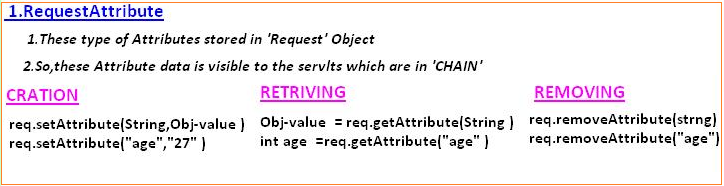 1.RequestAttribute
1.These type of Attributes stored in 'Request' Object
2.So,these Attribute data is visible to the servlts which are in 'CHAIN'
CRATION
req.setAttribute(String,Obj-value )
req.setAttribute("age","27" )
RETRIVING
Obj-value = req.getAttribute(String )
int age =req.getAttribute("age" )
REMOVING
req.removeAttribute(strng)
req.removeAttribute("age")